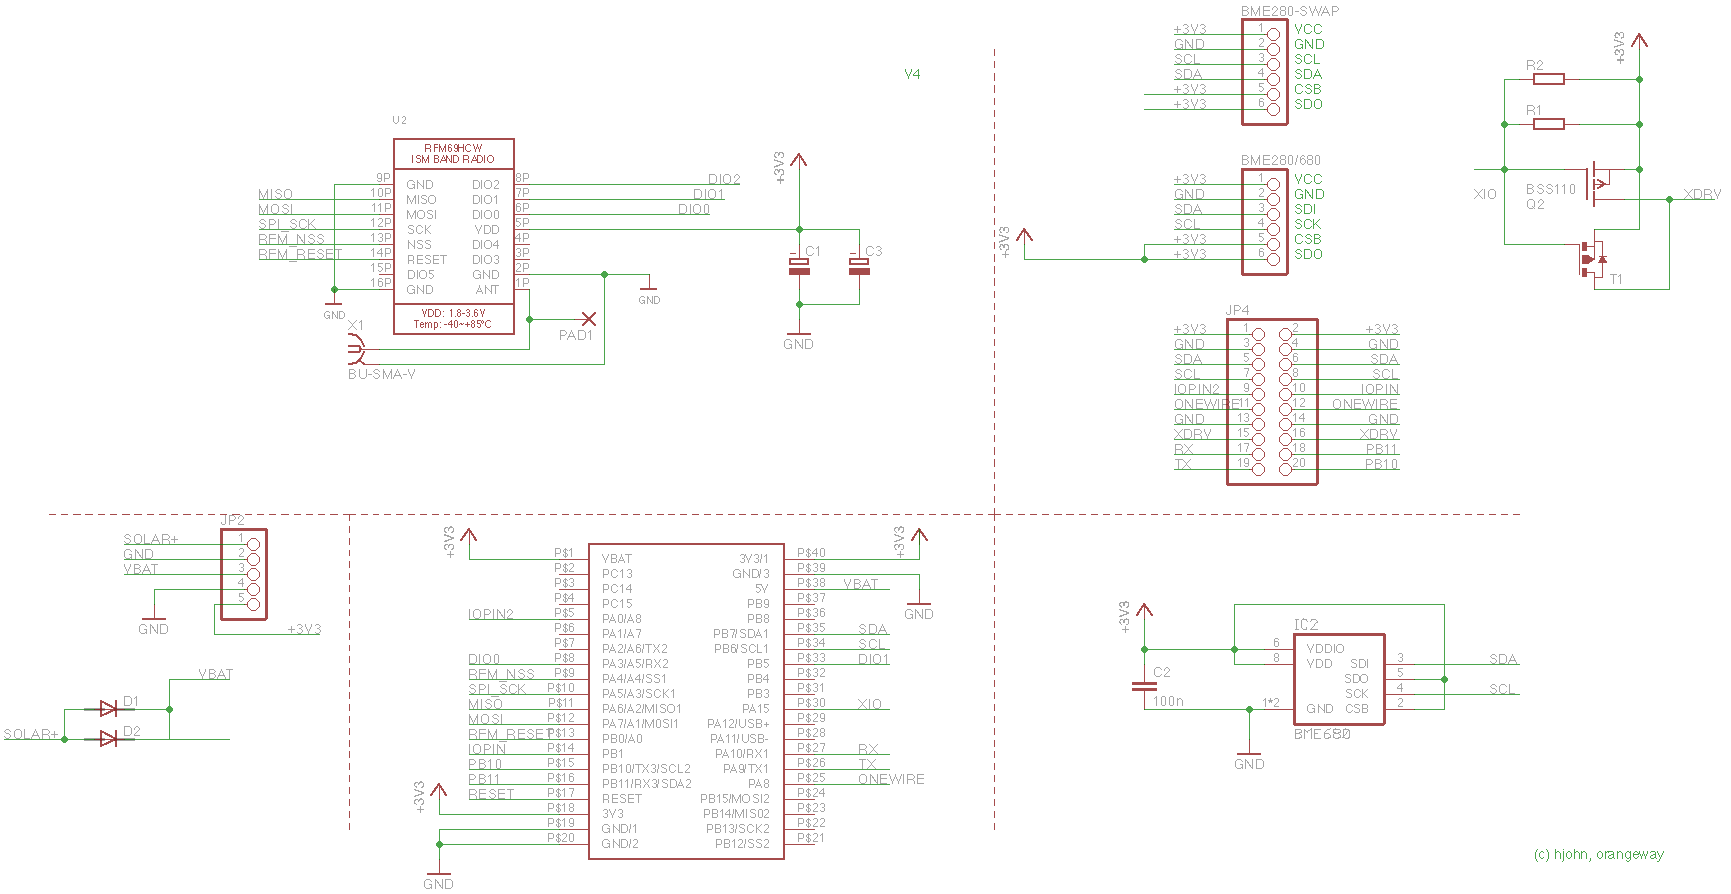 V4
U2
RFM69HCW
ISM BAND RADIO
9P GND DIO2 8P DIO2
MISO 10P MISO DIO1 7P DIO1
MOSI 11P MOSI DIO0 6P DIO0
SPI_SCK 12P SCK VDD 5P
RFM_NSS 13P NSS DIO4 4P
RFM_RESET 14P RESET DIO3 3P
15P DIO5 GND 2P
16P GND ANT 1P
VDD: 1.8-3.6V
Temp: -40~+85°C
GND
GND
X1
BU-SMA-V
PAD1
+3V3
C1
C3
GND
BME280-SWAP
+3V3 1 VCC
GND 2 GND
SCL 3 SCL
SDA 4 SDA
+3V3 5 CSB
+3V3 6 SDO
BME280/680
+3V3 1 VCC
GND 2 GND
SDA 3 SDI
SCL 4 SCK
+3V3 5 CSB
+3V3 6 SDO
+3V3
JP4
+3V3 1 2 +3V3
GND 3 4 GND
SDA 5 6 SDA
SCL 7 8 SCL
IOPIN2 9 10 IOPIN
ONEWIRE 11 12 ONEWIRE
GND 13 14 GND
XDRV 15 16 XDRV
RX 17 18 PB11
TX 19 20 PB10
+3V3
R2
R1
XIO
BSS110
Q2
XDRV
T1
JP2
SOLAR+ 1
GND 2
VBAT 3
4
5
GND
+3V3
VBAT
D1
D2
SOLAR+
+3V3
+3V3
P$1 VBAT 3V3/1 P$40
P$2 PC13 GND/3 P$39
P$3 PC14 5V P$38 VBAT
P$4 PC15 PB9 P$37
IOPIN2 P$5 PA0/A8 PB8 P$36
P$6 PA1/A7 PB7/SDA1 P$35 SDA
P$7 PA2/A6/TX2 PB6/SCL1 P$34 SCL
DIO0 P$8 PA3/A5/RX2 PB5 P$33 DIO1
RFM_NSS P$9 PA4/A4/SS1 PB4 P$32
SPI_SCK P$10 PA5/A3/SCK1 PB3 P$31
MISO P$11 PA6/A2/MISO1 PA15 P$30 XIO
MOSI P$12 PA7/A1/MOSI1 PA12/USB+ P$29
RFM_RESET P$13 PB0/A0 PA11/USB- P$28
IOPIN P$14 PB1 PA10/RX1 P$27 RX
PB10 P$15 PB10/TX3/SCL2 PA9/TX1 P$26 TX
PB11 P$16 PB11/RX3/SDA2 PA8 P$25 ONEWIRE
RESET P$17 RESET PB15/MOSI2 P$24
P$18 3V3 PB14/MISO2 P$23
P$19 GND/1 PB13/SCK2 P$22
P$20 GND/2 PB12/SS2 P$21
GND
+3V3
GND
+3V3
C2
100n
IC2
6 VDDIO
8 VDD SDI 3 SDA
SDO 5
SCK 4 SCL
1*2 GND CSB 2
BME680
GND
(c) hjohn, orangeway